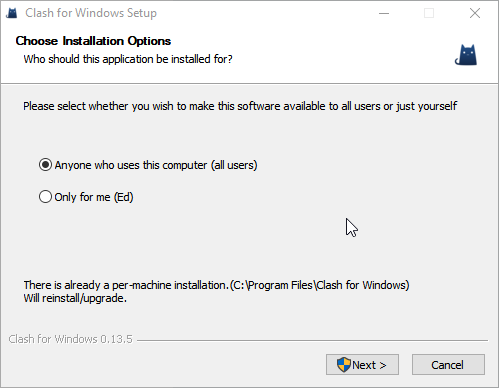 Clash for Windows Setup
Choose Installation Options
Who should this application be installed for?
Please select whether you wish to make this software available to all users or just yourself
Anyone who uses this computer (all users)
Only for me (Ed)
There is already a per-machine installation.(C:\Program Files\Clash for Windows)
Will reinstall/upgrade.
Clash for Windows 0.13.5
Next >
Cancel